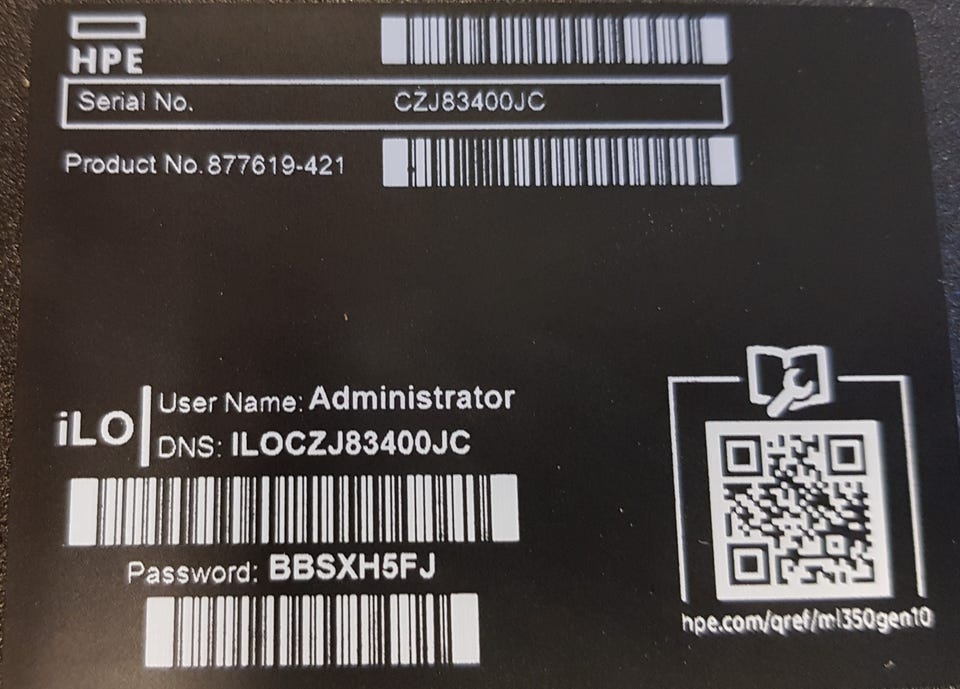 HPE
Serial No. CZJ83400JC
Product No. 877619-421
iLO
User Name: Administrator
DNS: ILOCZJ83400JC
Password: BBSXH5FJ
hpe.com/qref/ml350gen10